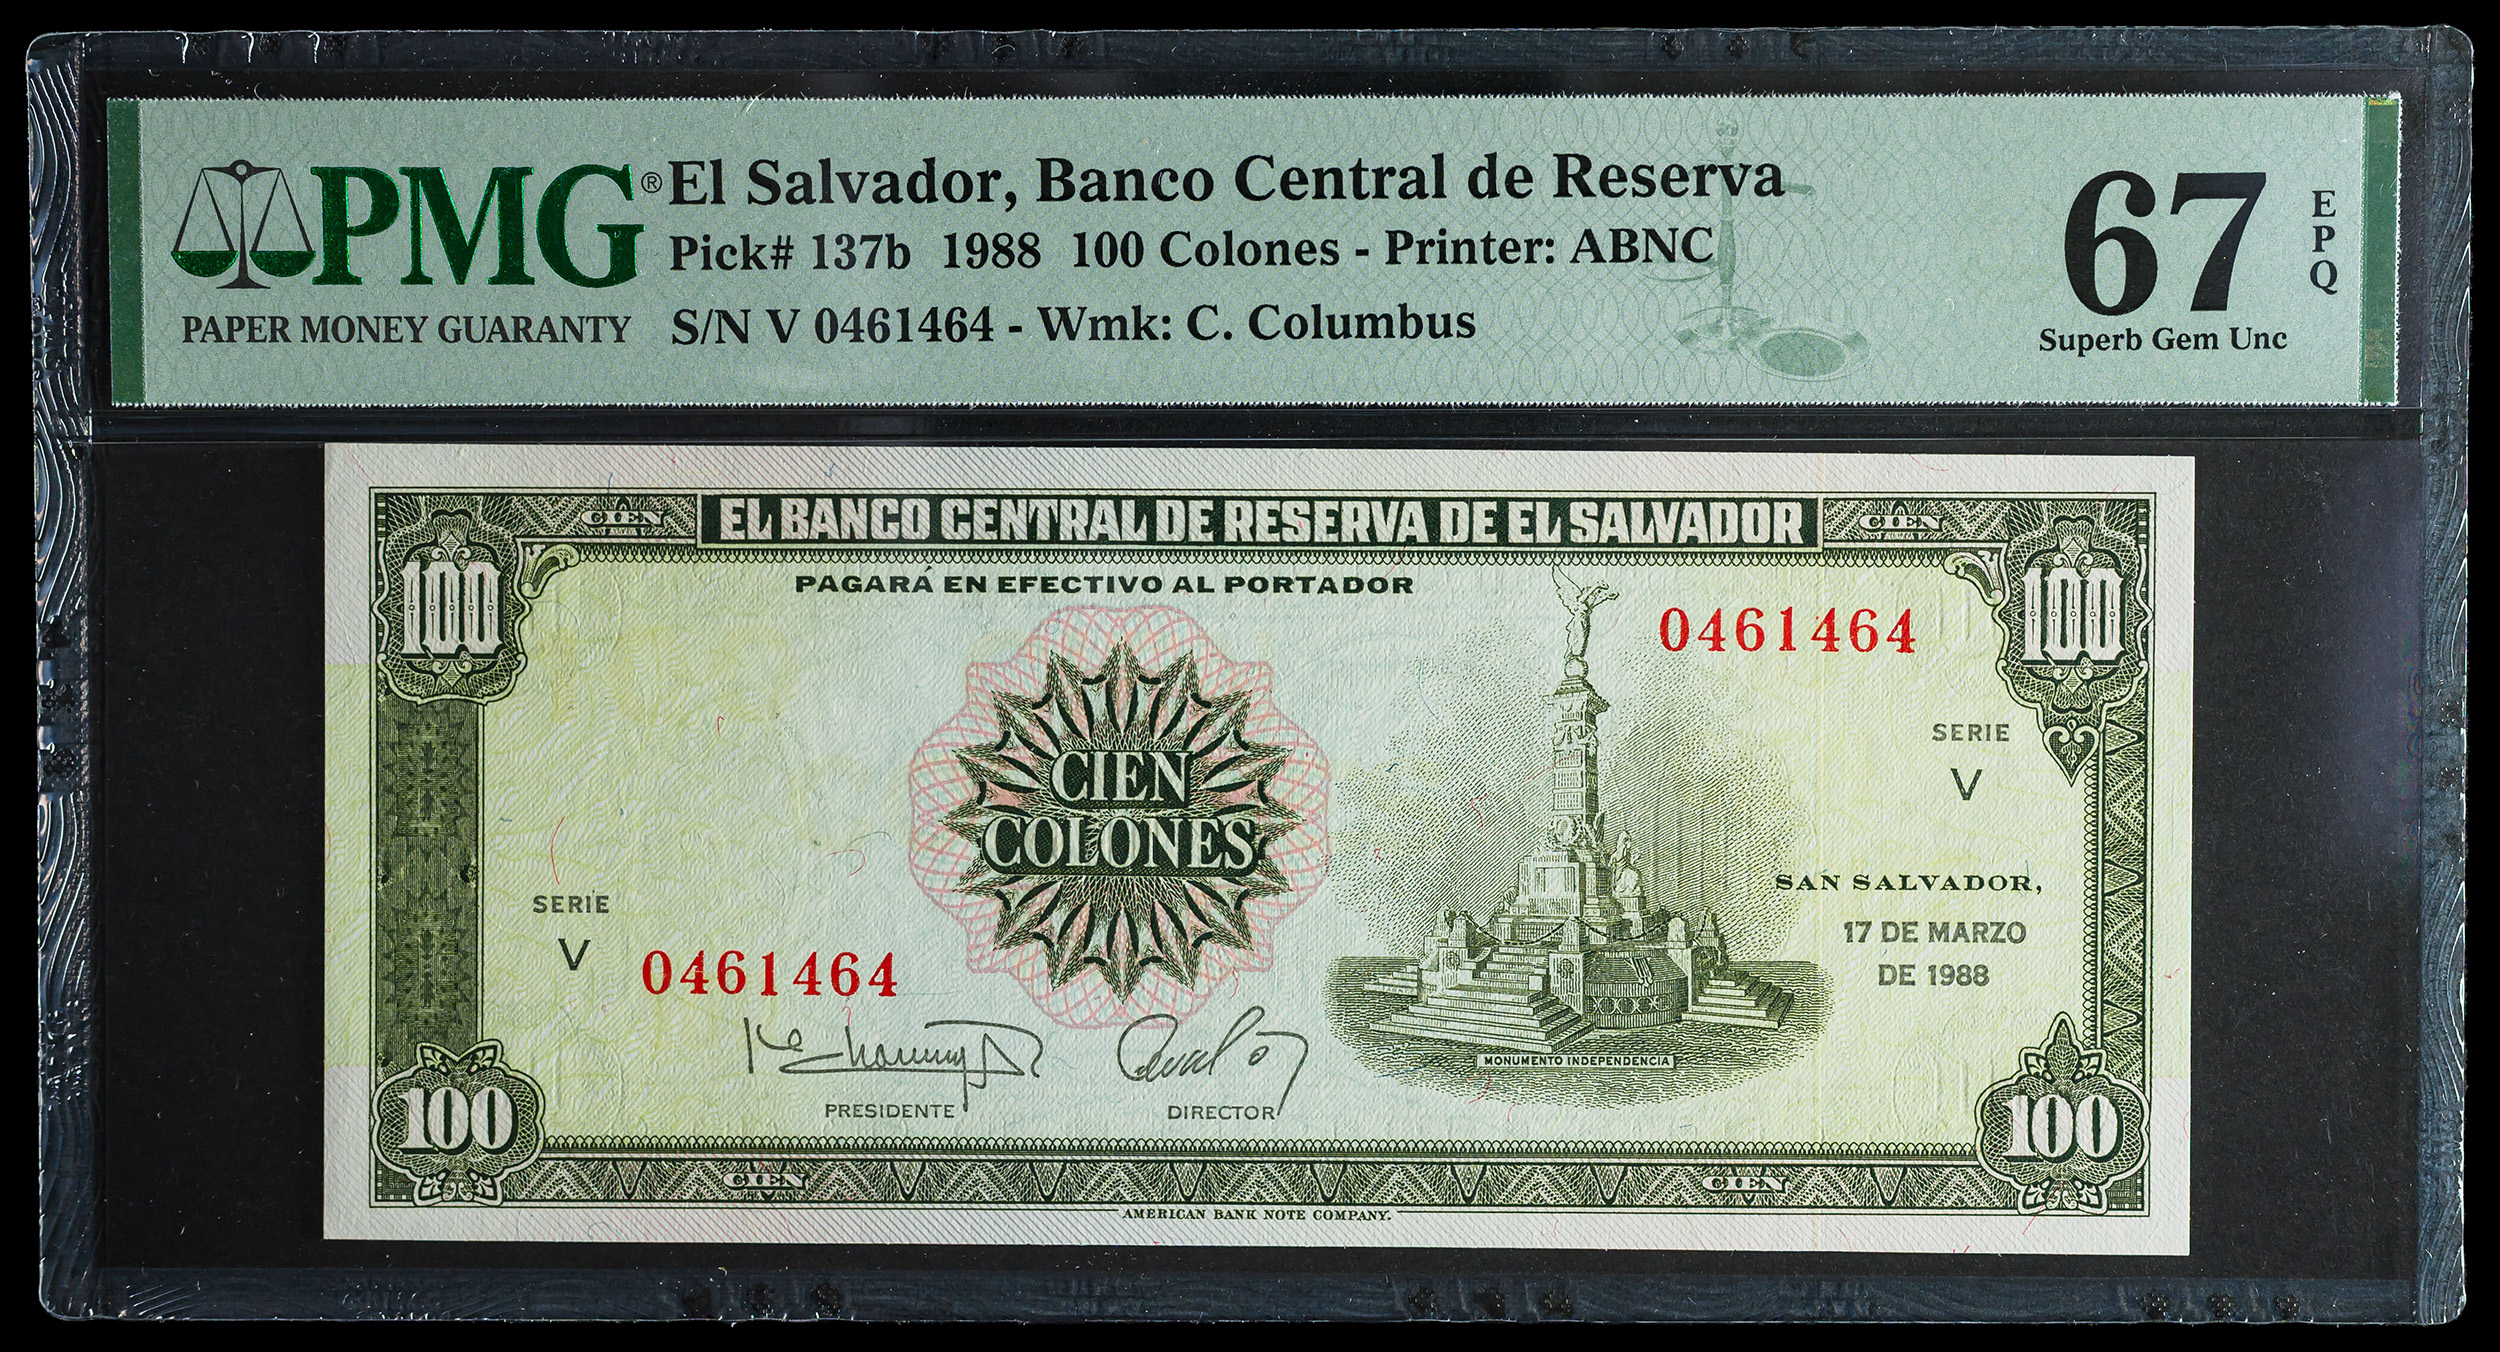 PMG®
PAPER MONEY GUARANTY
El Salvador, Banco Central de Reserva
Pick# 137b 1988 100 Colones - Printer: ABNC
S/N V 0461464 - Wmk: C. Columbus
67
EPQ
Superb Gem Unc
CIEN
EL BANCO CENTRAL DE RESERVA DE EL SALVADOR
CIEN
100
100
PAGARÁ EN EFECTIVO AL PORTADOR
0461464
SERIE
V
CIEN
COLONES
SAN SALVADOR,
17 DE MARZO
DE 1988
SERIE
V
0461464
MONUMENTO INDEPENDENCIA
PRESIDENTE
DIRECTOR
100
100
CIEN
CIEN
AMERICAN BANK NOTE COMPANY.